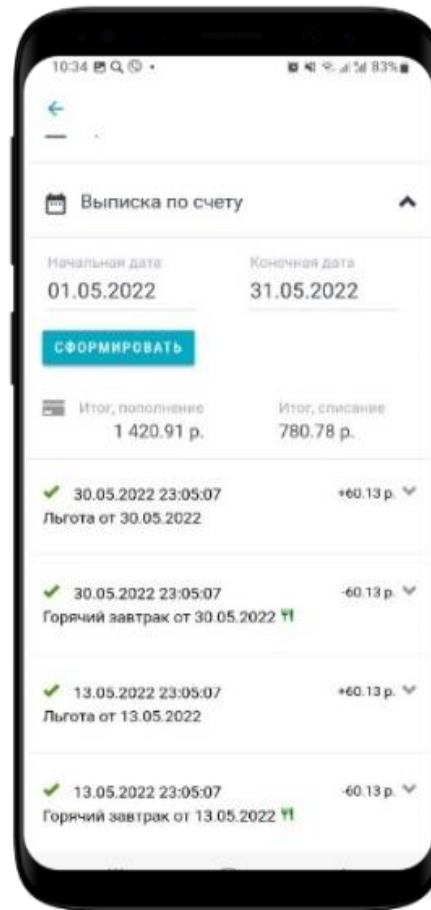 10:34 83%
Выписка по счету
Начальная дата Конечная дата
01.05.2022 31.05.2022
СФОРМИРОВАТЬ
Итог, пополнение Итог, списание
1 420.91 р. 780.78 р.
30.05.2022 23:05:07 +60.13 р.
Льгота от 30.05.2022
30.05.2022 23:05:07 -60.13 р.
Горячий завтрак от 30.05.2022
13.05.2022 23:05:07 +60.13 р.
Льгота от 13.05.2022
13.05.2022 23:05:07 -60.13 р.
Горячий завтрак от 13.05.2022